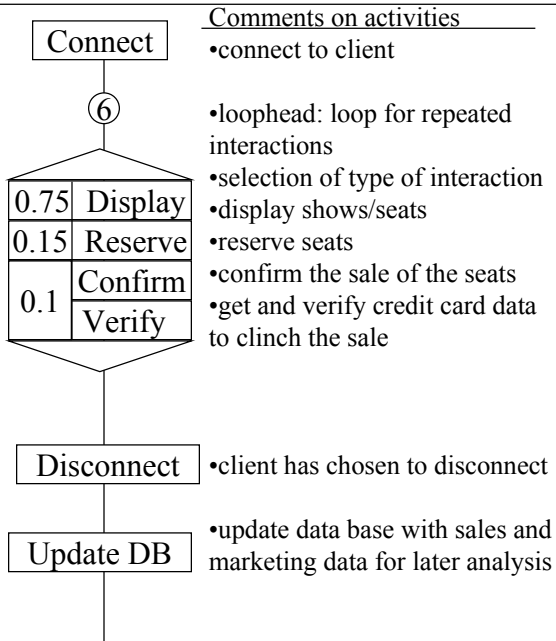 Comments on activities
Connect
•connect to client
6
•loophead: loop for repeated
interactions
•selection of type of interaction
0.75 Display
•display shows/seats
0.15 Reserve
•reserve seats
0.1
Confirm
•confirm the sale of the seats
Verify
•get and verify credit card data
to clinch the sale
Disconnect
•client has chosen to disconnect
Update DB
•update data base with sales and
marketing data for later analysis